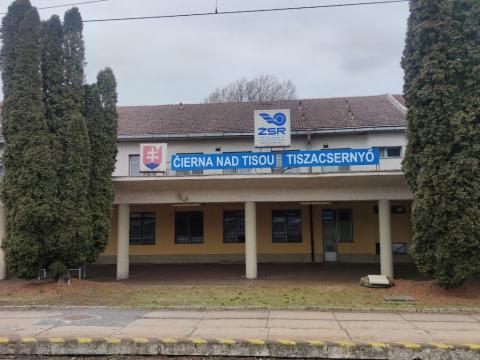 ŽSR
ČIERNA NAD TISOU TISZACSERNYŐ